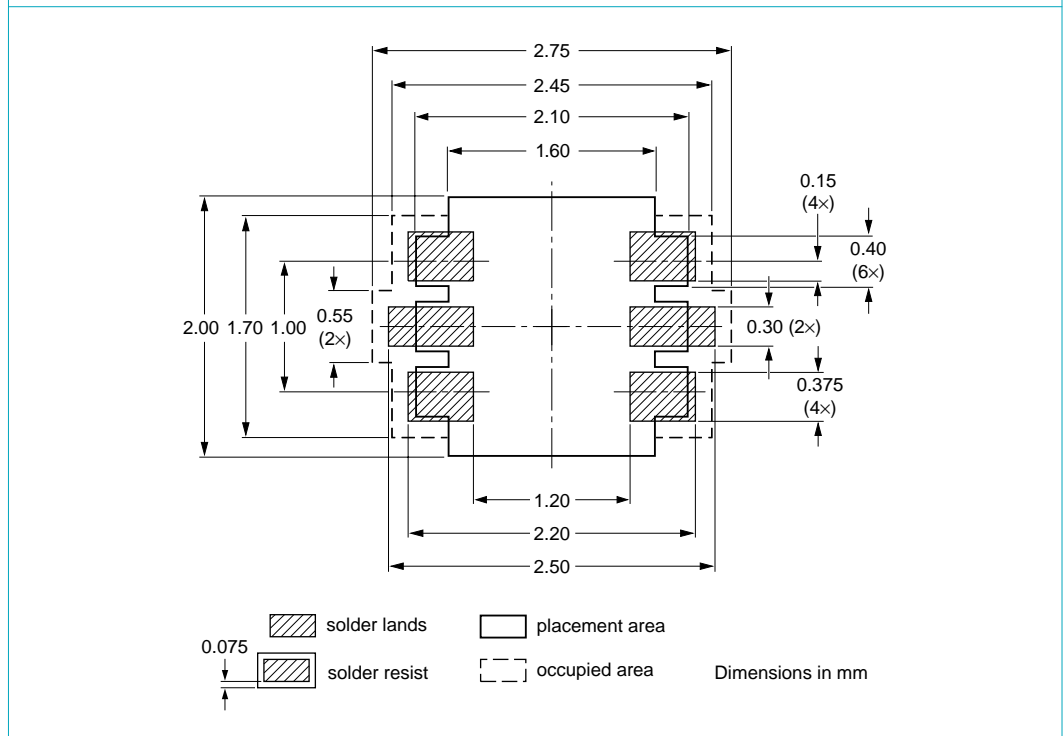 2.75
2.45
2.10
1.60
0.15
(4×)
0.40
(6×)
2.00 1.70 1.00 0.55
(2×)
0.30 (2×)
0.375
(4×)
1.20
2.20
2.50
solder lands
placement area
0.075
solder resist
occupied area
Dimensions in mm